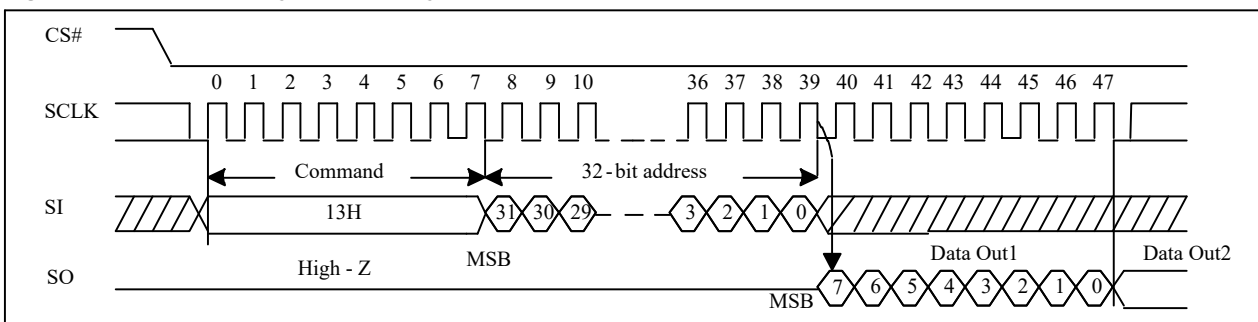 CS#
0 1 2 3 4 5 6 7 8 9 10 36 37 38 39 40 41 42 43 44 45 46 47
SCLK
Command 32-bit address
SI 13H 31 30 29 3 2 1 0
MSB Data Out1 Data Out2
High - Z
SO 7 6 5 4 3 2 1 0
MSB